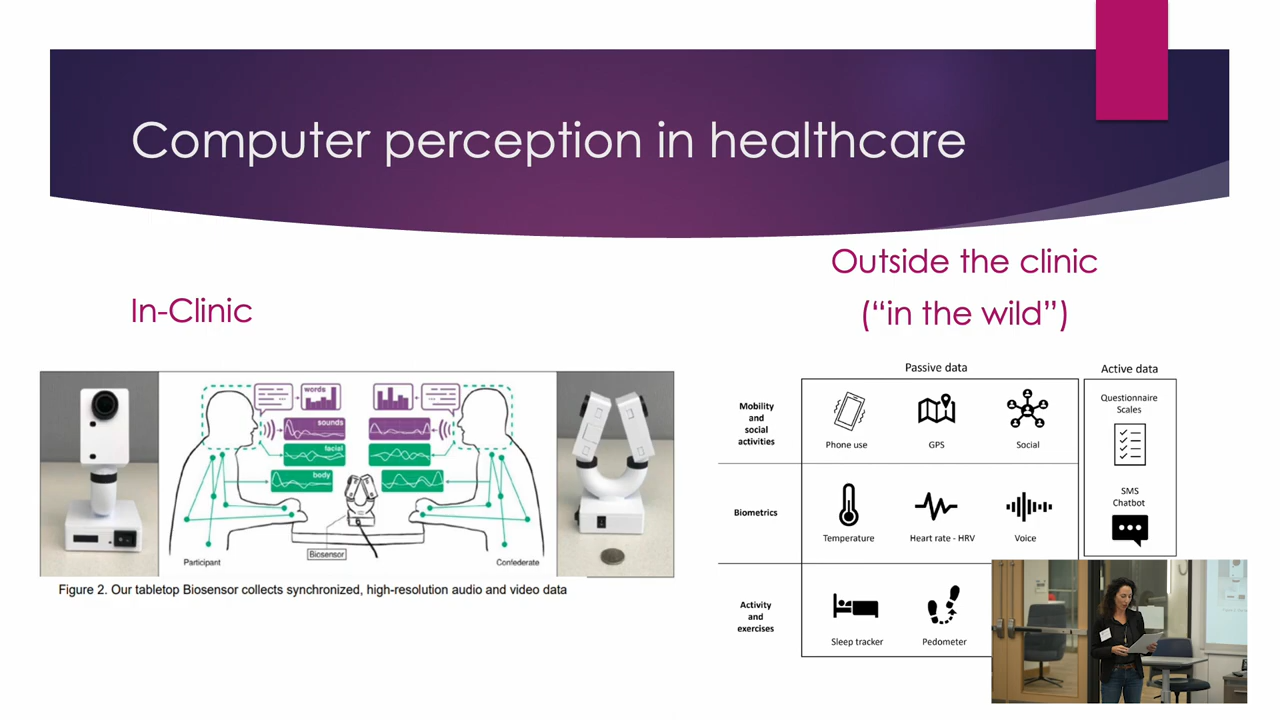 Computer perception in healthcare
In-Clinic
words
sounds
facial
body
Biosensor
Participant
Confederate
Figure 2. Our tabletop Biosensor collects synchronized, high-resolution audio and video data
Outside the clinic
(“in the wild”)
Passive data
Active data
Mobility
and
social
activities
Phone use
GPS
Social
Questionnaire
Scales
SMS
Chatbot
Biometrics
Temperature
Heart rate - HRV
Voice
Activity
and
exercises
Sleep tracker
Pedometer